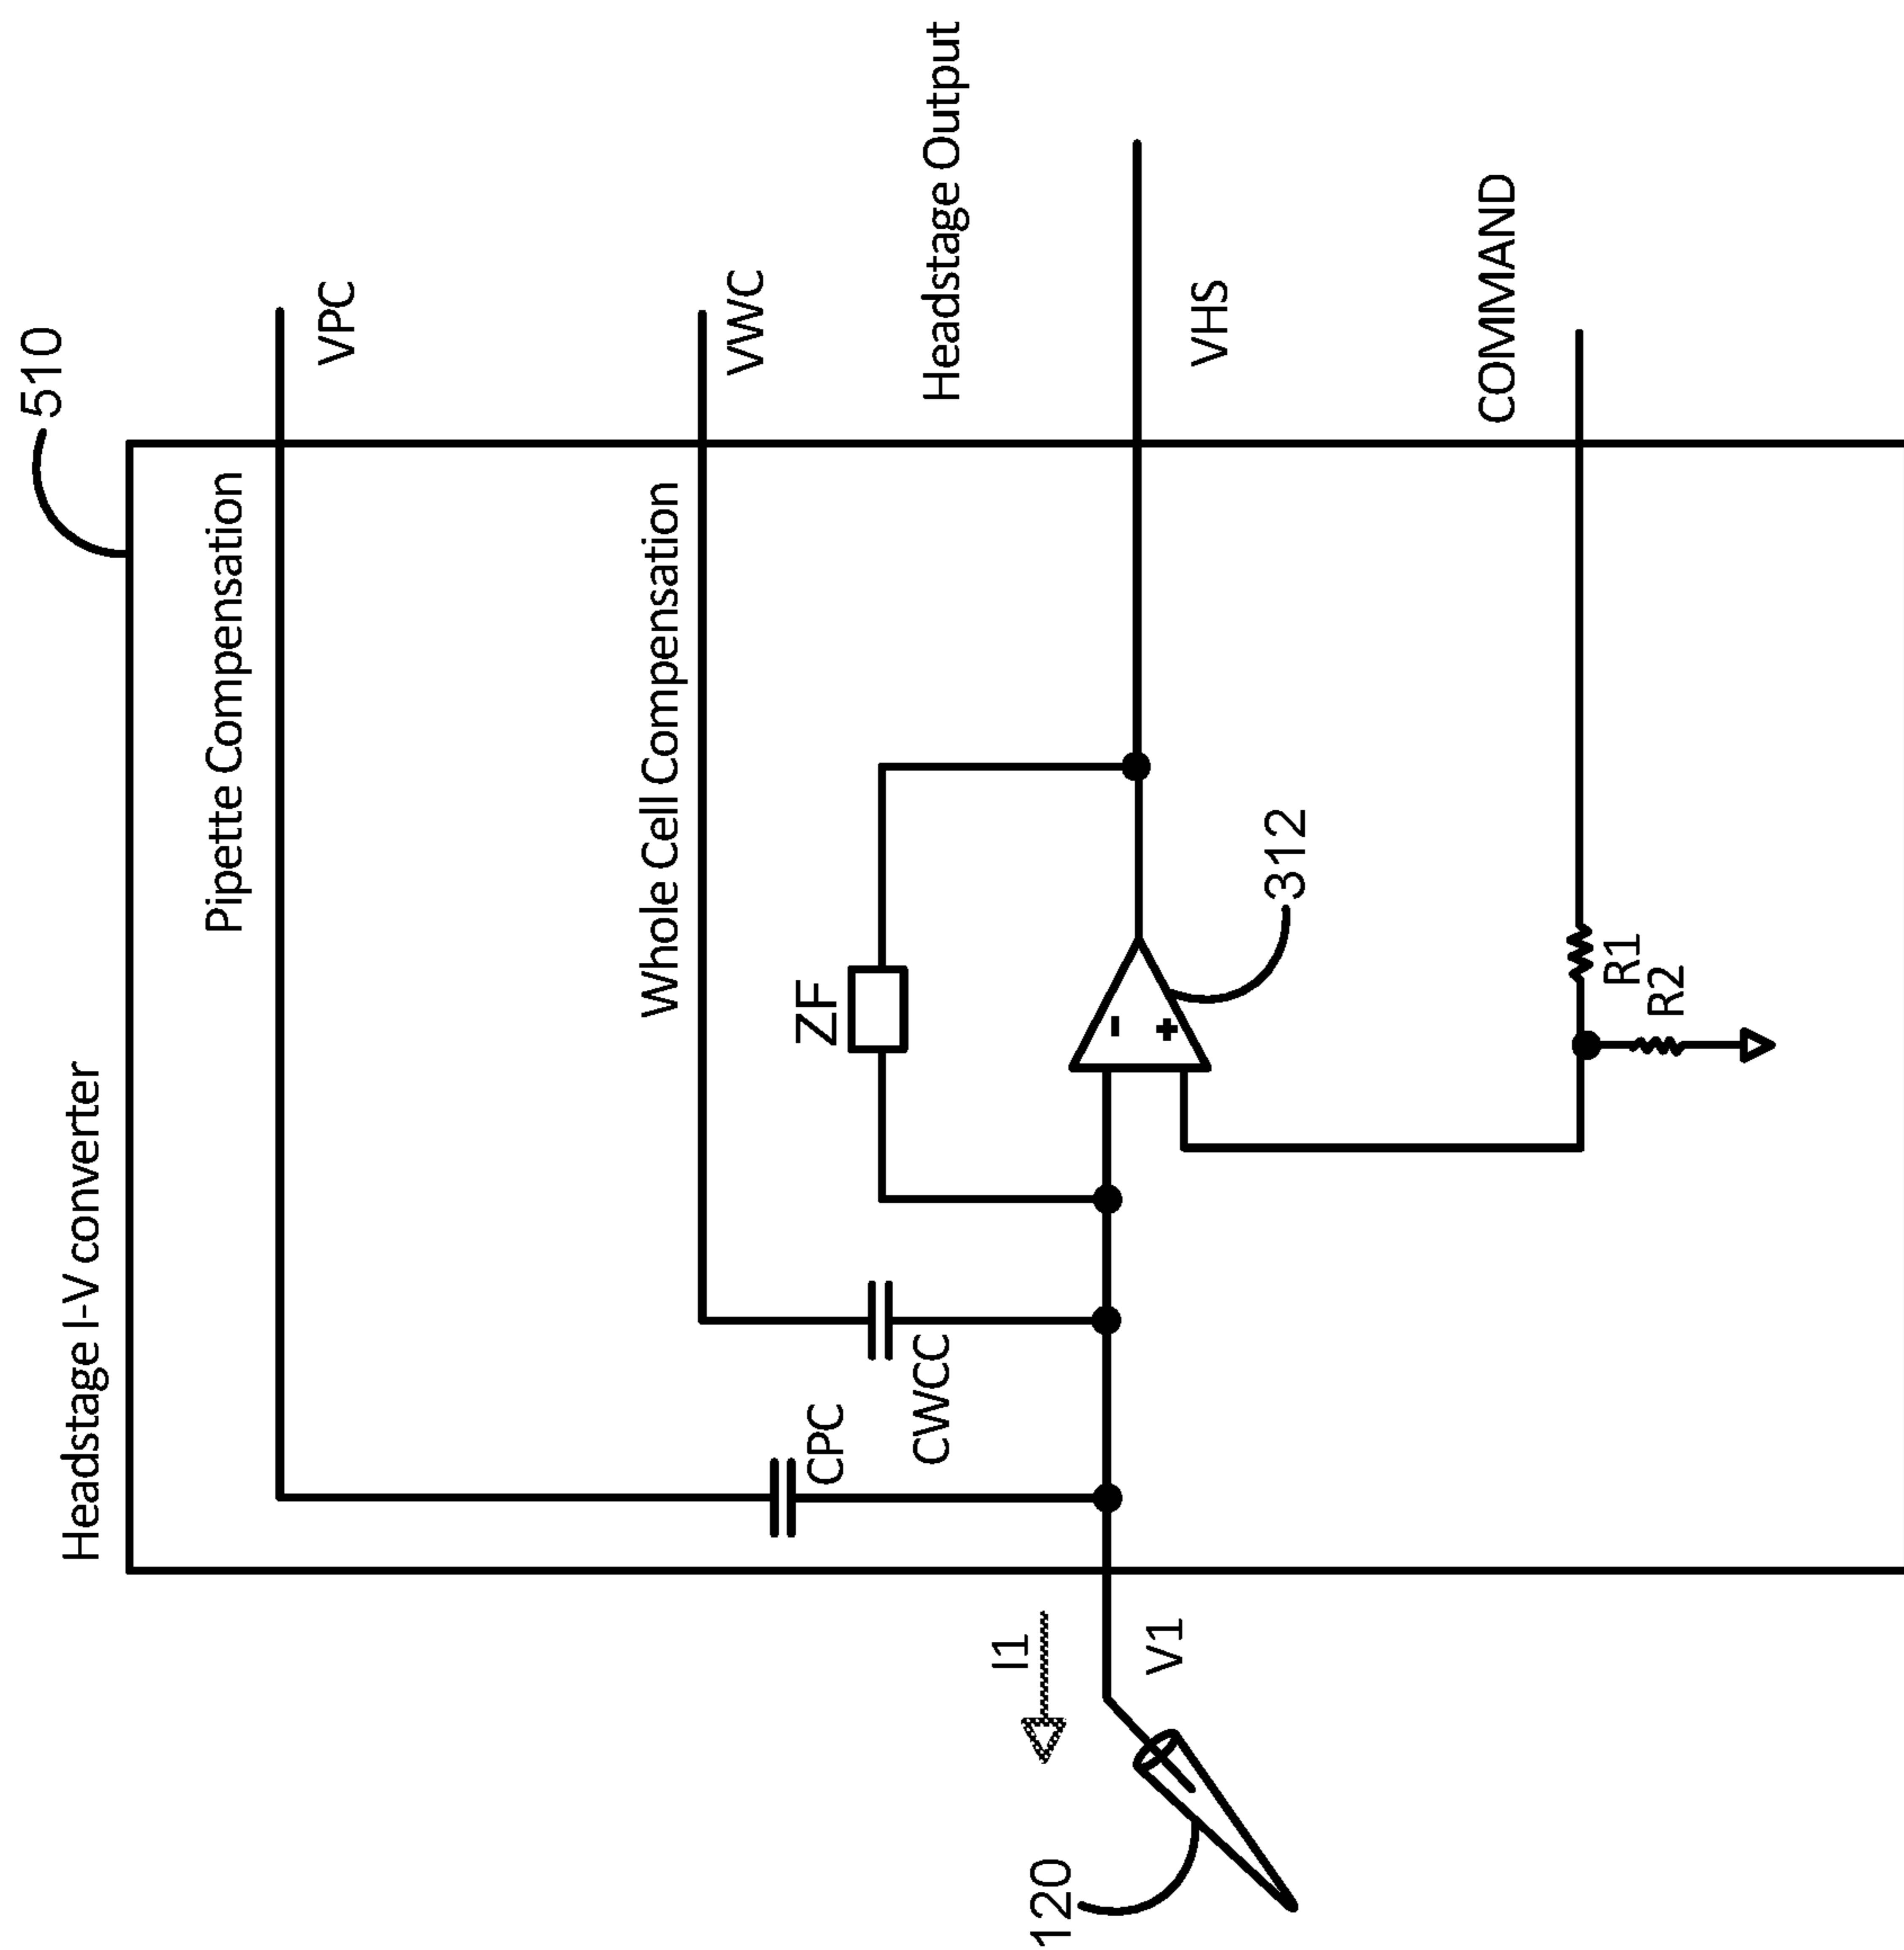 510
Headstage I-V converter
Pipette Compensation
VPC
Whole Cell Compensation
VWC
CPC
CWCC
ZF
Headstage Output
I1
V1
-
+
VHS
120
312
COMMAND
R1
R2